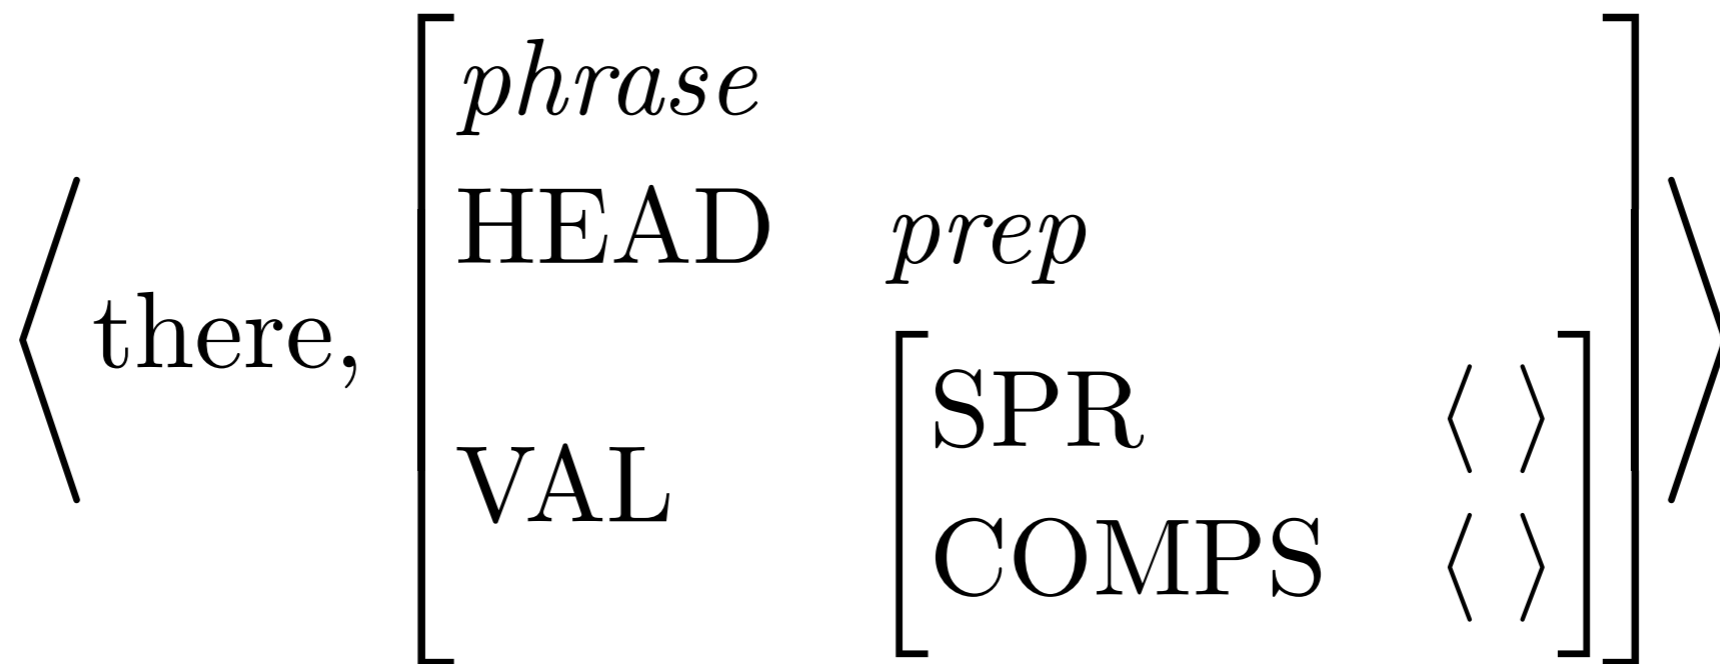 phrase
HEAD prep
⟨ there,
SPR ⟨ ⟩
VAL
COMPS ⟨ ⟩ ⟩